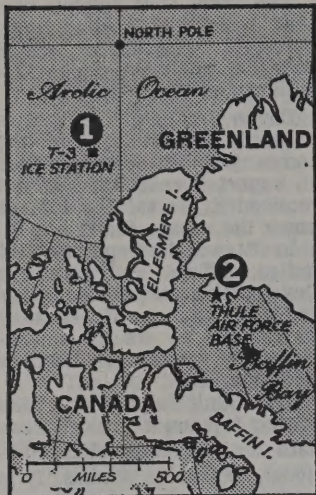 NORTH POLE
Arctic Ocean
1
T-3
ICE STATION
GREENLAND
ELLESMERE I.
2
THULE
AIR FORCE
BASE
Baffin
Bay
CANADA
BAFFIN I.
0 MILES 500